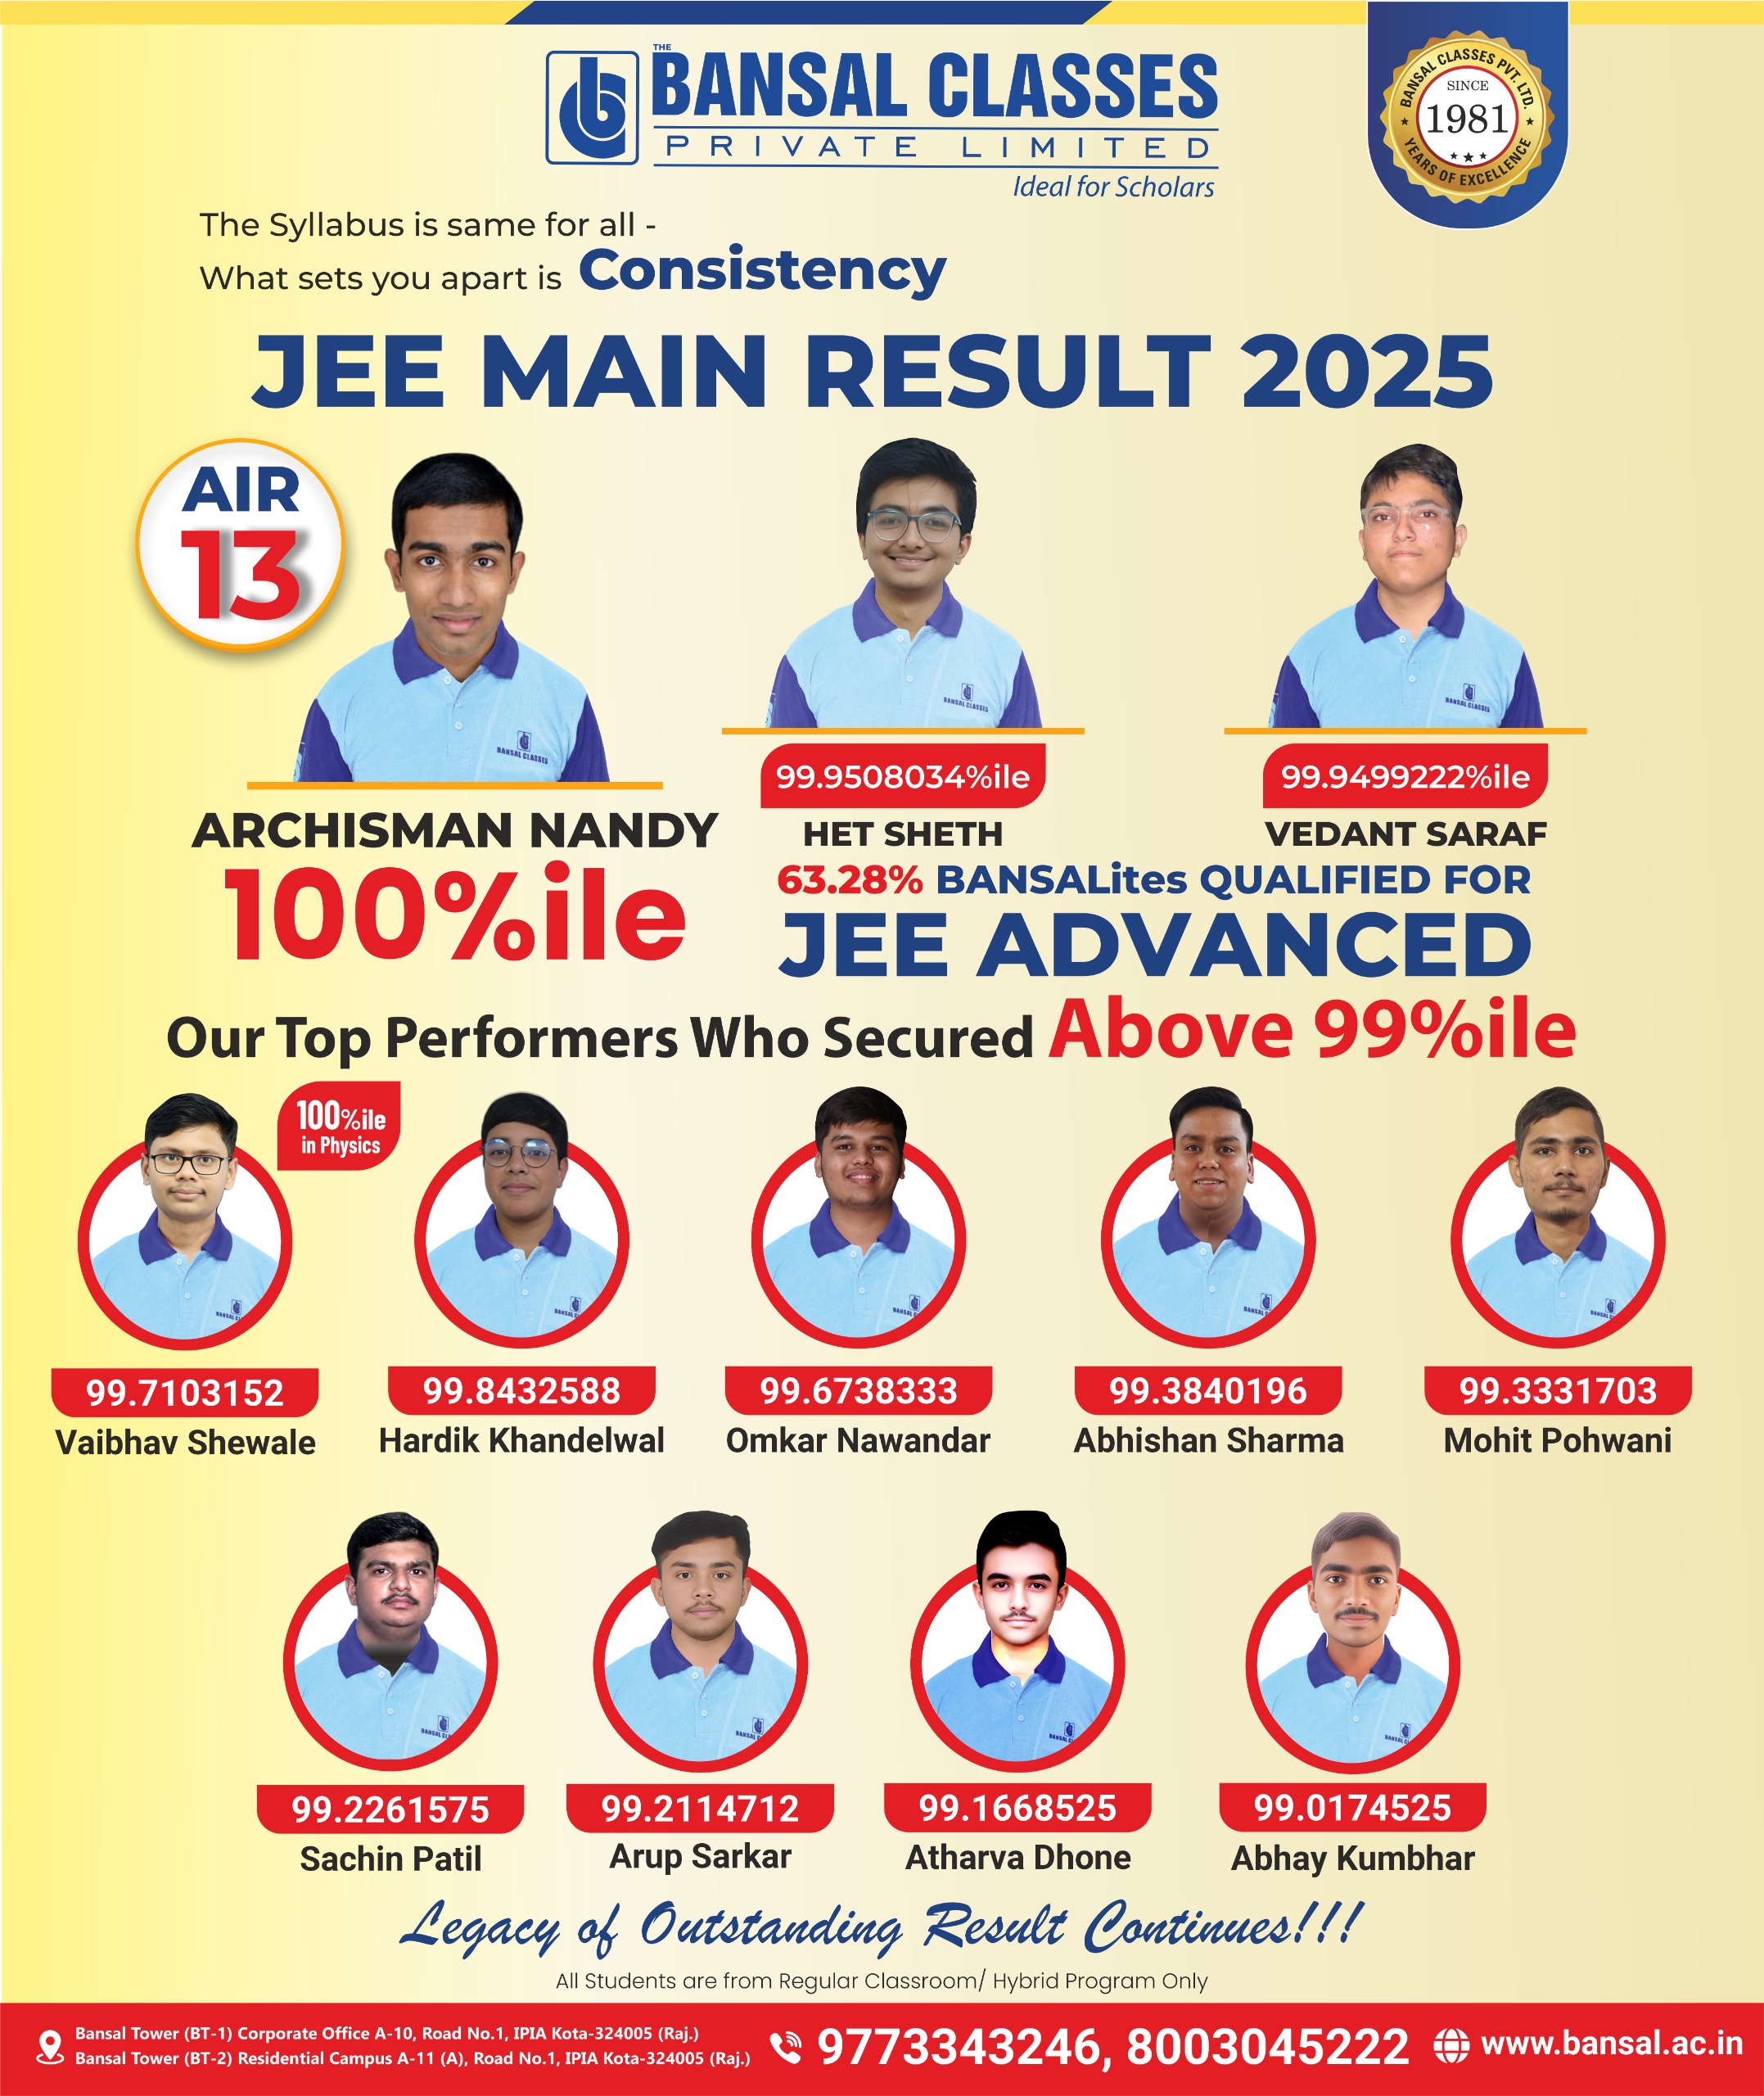 THE
BANSAL CLASSES
PRIVATE LIMITED
Ideal for Scholars
BANSAL CLASSES PVT. LTD.
SINCE
1981
YEARS OF EXCELLENCE
The Syllabus is same for all -
What sets you apart is Consistency
JEE MAIN RESULT 2025
AIR
13
BANSAL CLASSES
BANSAL CLASSES
BANSAL CLASSES
99.9508034%ile
99.9499222%ile
ARCHISMAN NANDY
HET SHETH
VEDANT SARAF
100%ile
63.28% BANSALites QUALIFIED FOR
JEE ADVANCED
Our Top Performers Who Secured Above 99%ile
100%ile
in Physics
99.7103152
99.8432588
99.6738333
99.3840196
99.3331703
Vaibhav Shewale
Hardik Khandelwal
Omkar Nawandar
Abhishan Sharma
Mohit Pohwani
99.2261575
99.2114712
99.1668525
99.0174525
Sachin Patil
Arup Sarkar
Atharva Dhone
Abhay Kumbhar
Legacy of Outstanding Result Continues!!!
All Students are from Regular Classroom/ Hybrid Program Only
Bansal Tower (BT-1) Corporate Office A-10, Road No.1, IPIA Kota-324005 (Raj.)
Bansal Tower (BT-2) Residential Campus A-11 (A), Road No.1, IPIA Kota-324005 (Raj.)
9773343246, 8003045222
www.bansal.ac.in